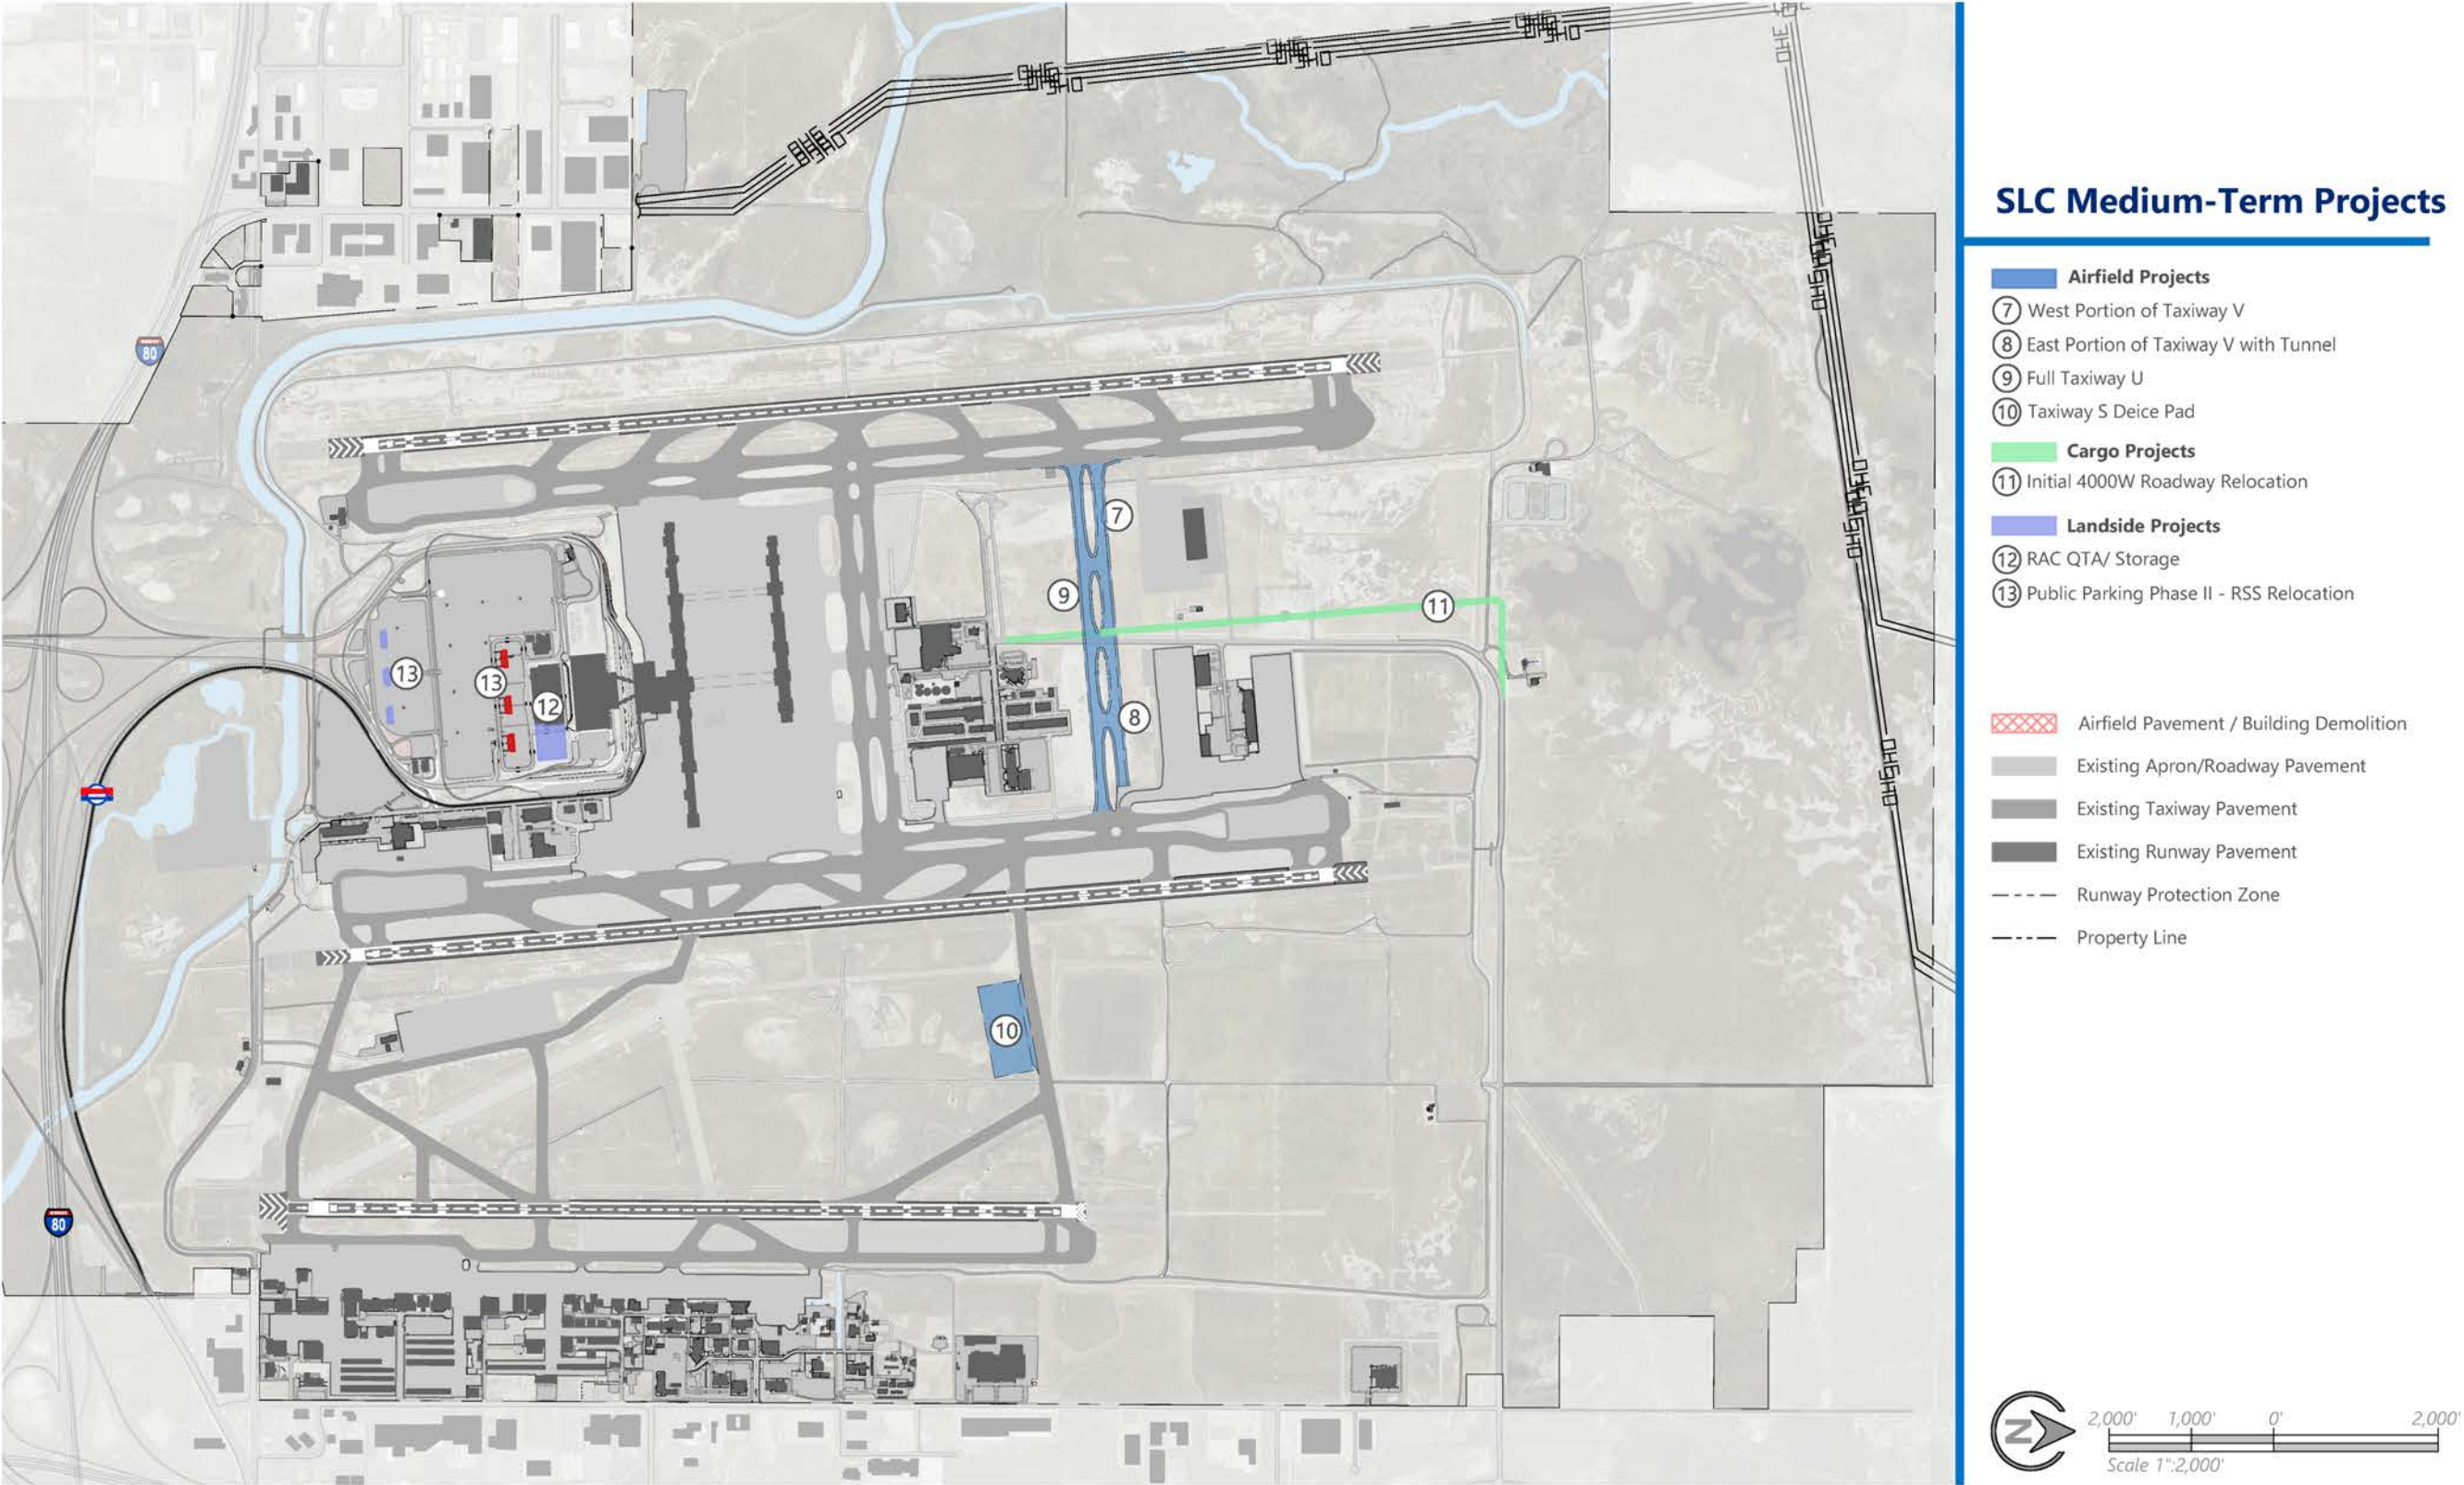 SLC Medium-Term Projects
Airfield Projects
7 West Portion of Taxiway V
8 East Portion of Taxiway V with Tunnel
9 Full Taxiway U
10 Taxiway S Deice Pad
Cargo Projects
11 Initial 4000W Roadway Relocation
Landside Projects
12 RAC QTA/ Storage
13 Public Parking Phase II - RSS Relocation
Airfield Pavement / Building Demolition
Existing Apron/Roadway Pavement
Existing Taxiway Pavement
Existing Runway Pavement
Runway Protection Zone
Property Line
N
2,000' 1,000' 0' 2,000'
Scale 1":2,000'
80
7
9
11
13
13
12
8
10
80